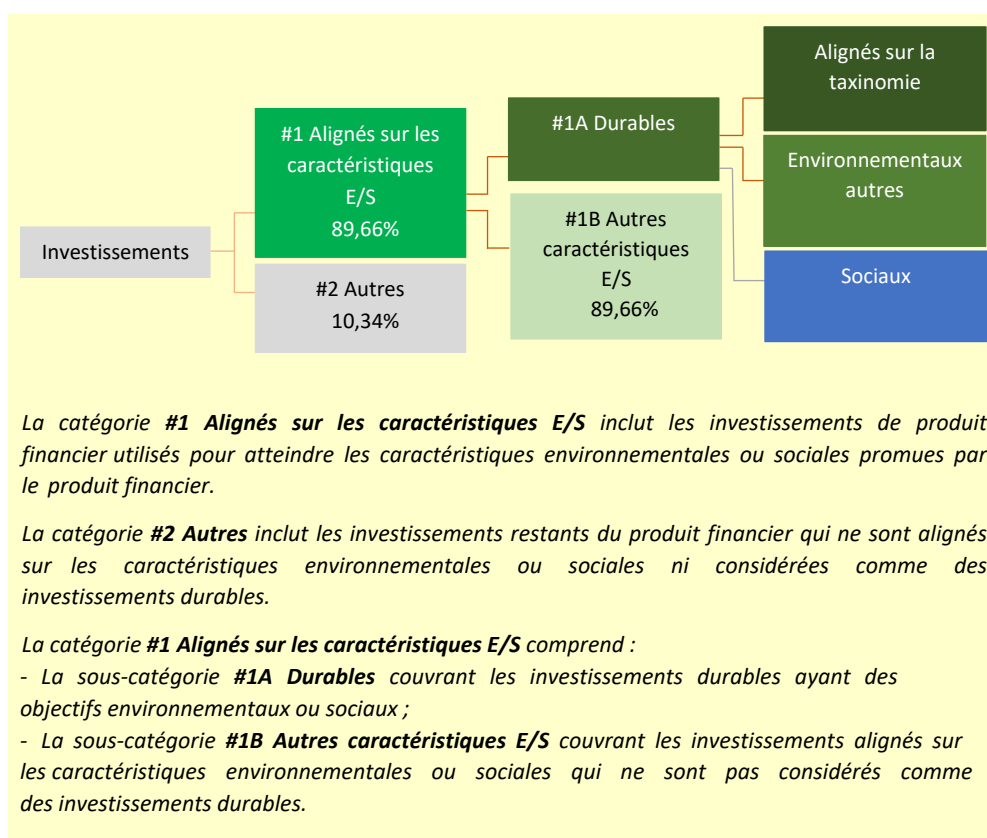 Investissements
#1 Alignés sur les
caractéristiques
E/S
89,66%
#2 Autres
10,34%
#1A Durables
#1B Autres
caractéristiques
E/S
89,66%
Alignés sur la
taxinomie
Environnementaux
autres
Sociaux
La catégorie #1 Alignés sur les caractéristiques E/S inclut les investissements de produit
financier utilisés pour atteindre les caractéristiques environnementales ou sociales promues par
le produit financier.
La catégorie #2 Autres inclut les investissements restants du produit financier qui ne sont alignés
sur les caractéristiques environnementales ou sociales ni considérées comme des
investissements durables.
La catégorie #1 Alignés sur les caractéristiques E/S comprend :
- La sous-catégorie #1A Durables couvrant les investissements durables ayant des
objectifs environnementaux ou sociaux ;
- La sous-catégorie #1B Autres caractéristiques E/S couvrant les investissements alignés sur
les caractéristiques environnementales ou sociales qui ne sont pas considérés comme
des investissements durables.